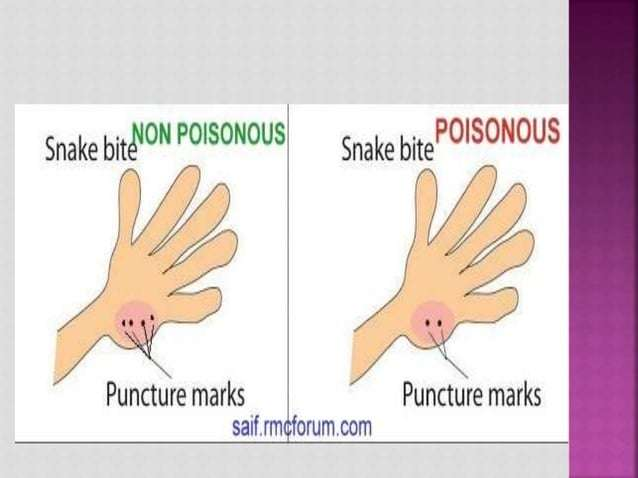 Snake bite NON POISONOUS
Puncture marks
Snake bite POISONOUS
Puncture marks
saif.rmcforum.com